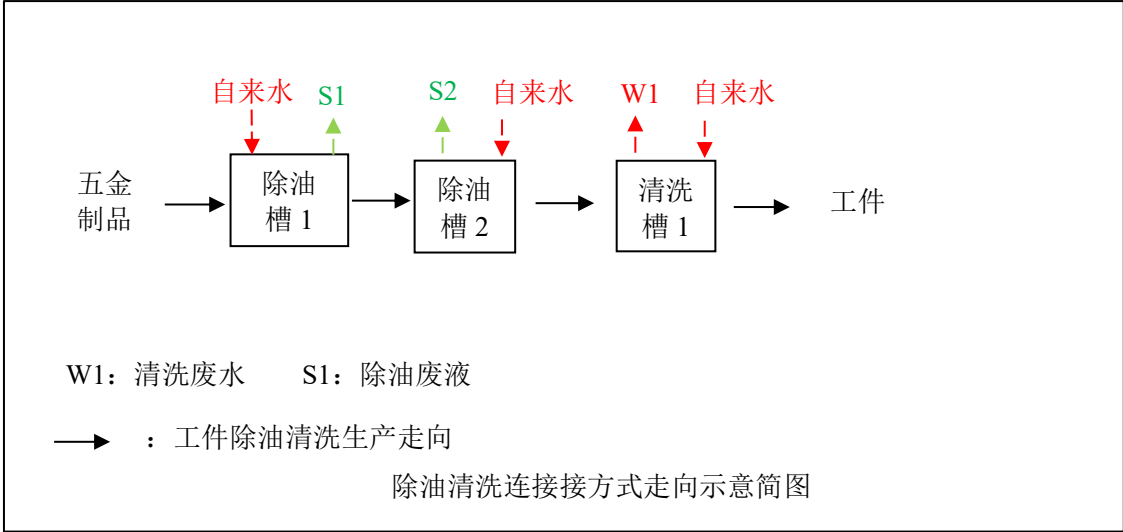 自来水 S1 S2 自来水 W1 自来水
五金
制品
除油
槽 1
除油
槽 2
清洗
槽 1
工件
W1：清洗废水 S1：除油废液
：工件除油清洗生产走向
除油清洗连接接方式走向示意简图